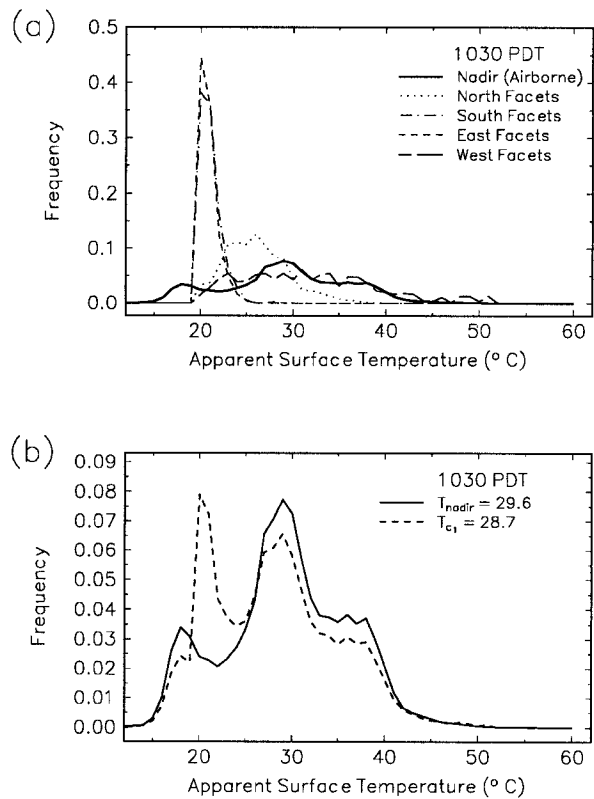 (a)
0.5
0.4
0.3
0.2
0.1
0.0
Frequency
1030 PDT
Nadir (Airborne)
North Facets
South Facets
East Facets
West Facets
20 30 40 50 60
Apparent Surface Temperature (° C)
(b)
0.09
0.08
0.07
0.06
0.05
0.04
0.03
0.02
0.01
0.00
Frequency
1030 PDT
Tnadir = 29.6
Tc1 = 28.7
20 30 40 50 60
Apparent Surface Temperature (° C)